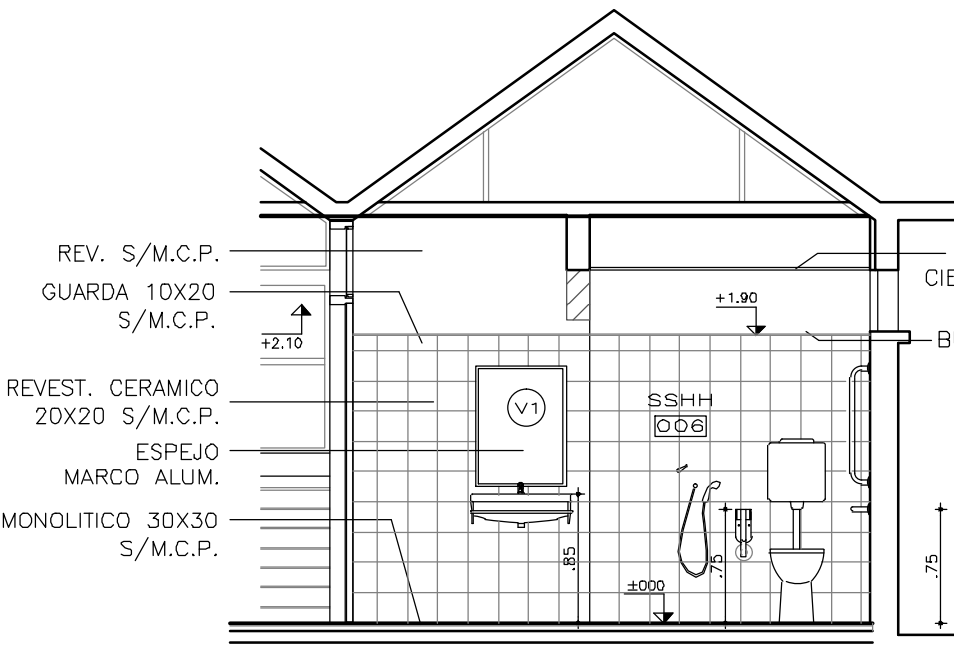 REV. S/M.C.P.
GUARDA 10X20
S/M.C.P.
+2.10
+1.90
CIE
REVEST. CERAMICO
20X20 S/M.C.P.
V1
SSHH
006
ESPEJO
MARCO ALUM.
MONOLITICO 30X30
S/M.C.P.
.85
.75
.75
±000